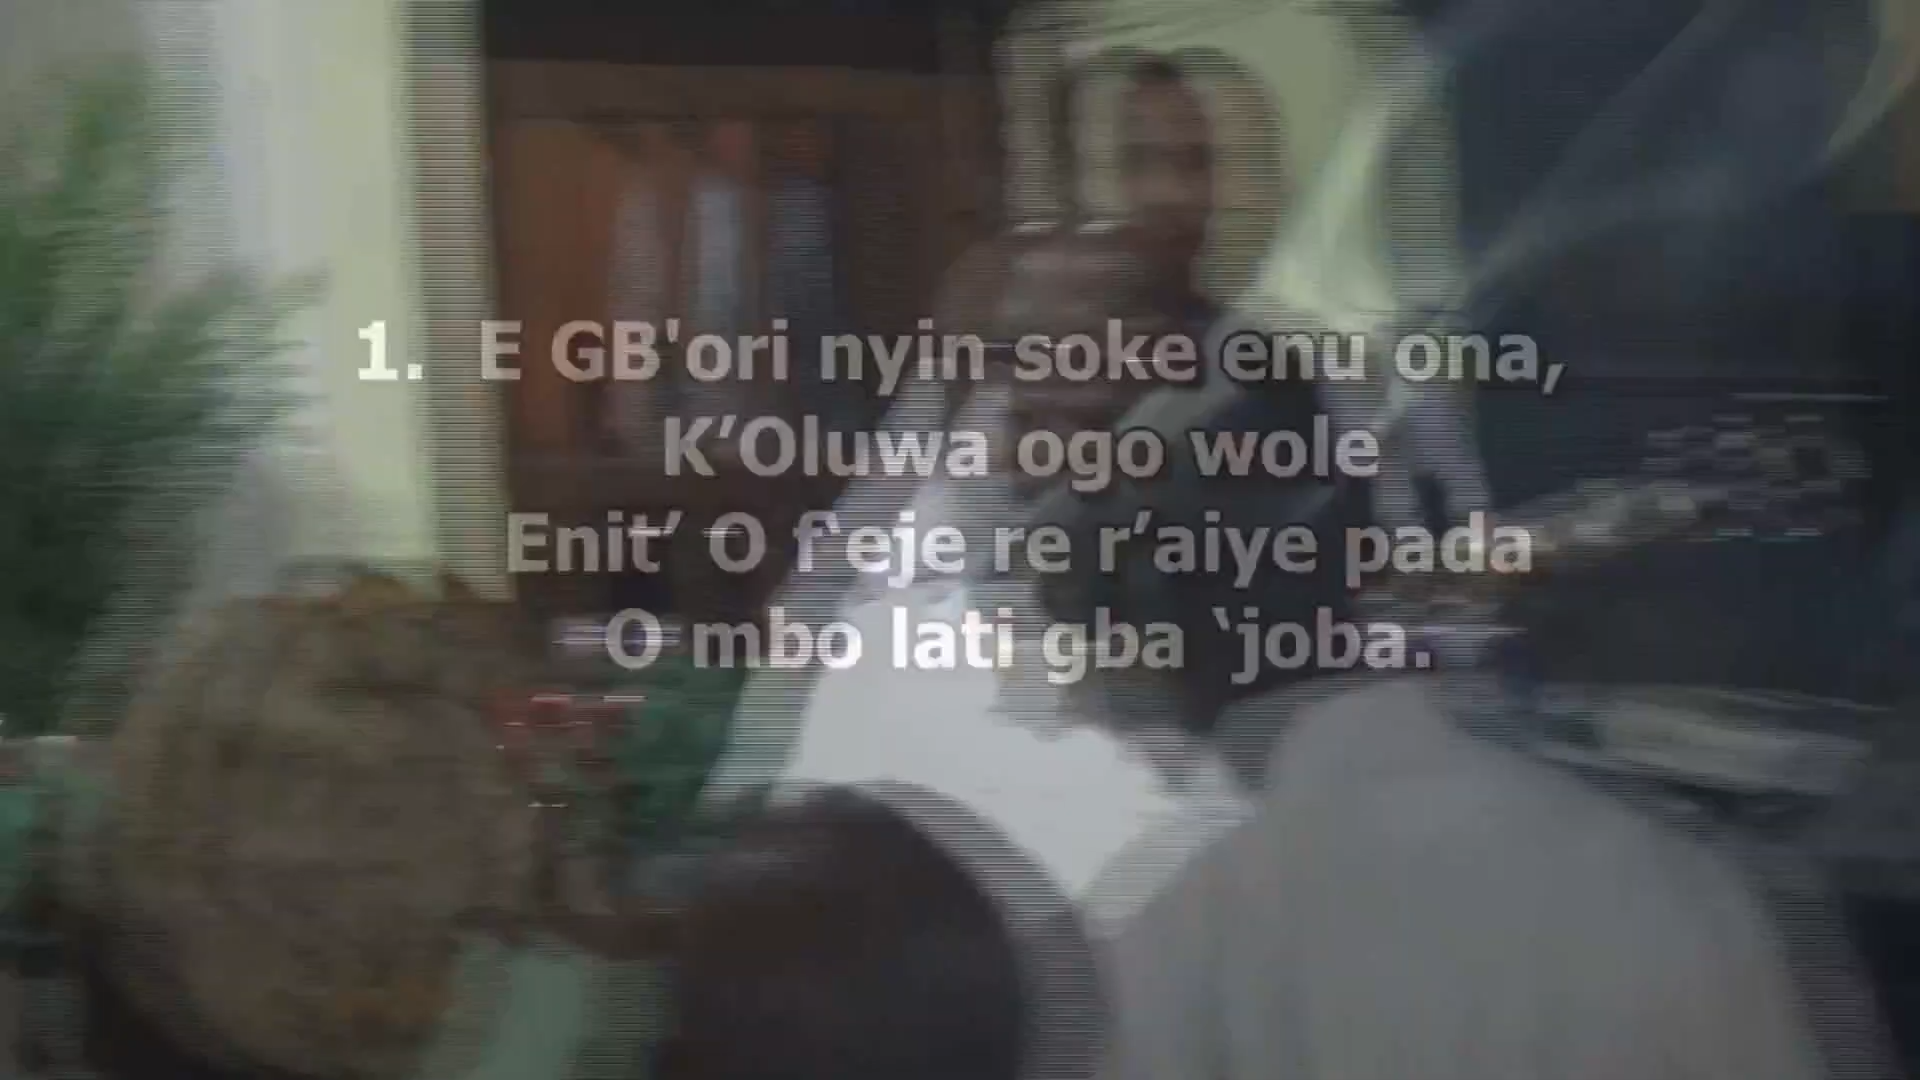 1. E GB'ori nyin soke enu ona,
K’Oluwa ogo wole
Enit’ O f‘eje re r’aiye pada
O mbo lati gba ‘joba.